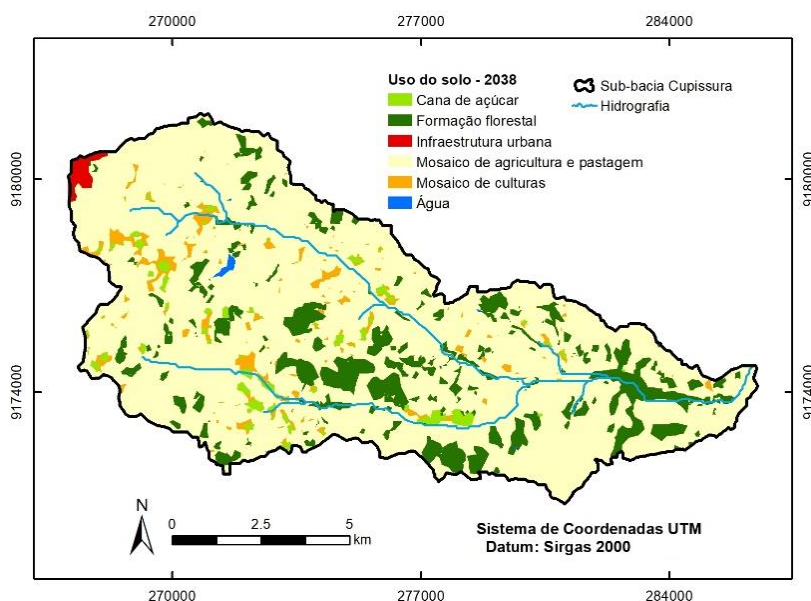 270000
277000
284000
Uso do solo - 2038
Cana de açúcar
Formação florestal
Infraestrutura urbana
Mosaico de agricultura e pastagem
Mosaico de culturas
Água
Sub-bacia Cupissura
Hidrografia
9180000
9180000
9174000
9174000
N
0
2.5
5
km
Sistema de Coordenadas UTM
Datum: Sirgas 2000
270000
277000
284000